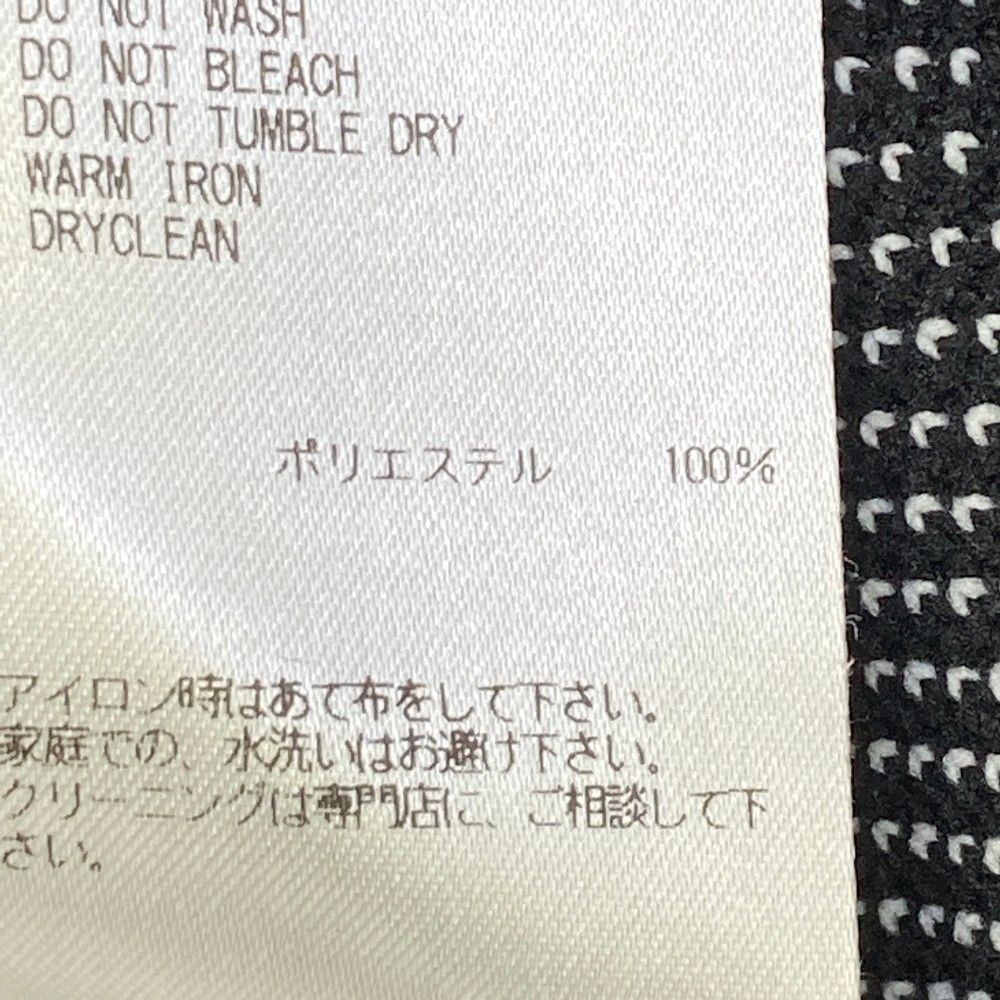 DO NOT WASH
DO NOT BLEACH
DO NOT TUMBLE DRY
WARM IRON
DRYCLEAN
ポリエステル 100%
アイロン時はあて布をして下さい。
家庭での、水洗いはお避け下さい。
クリーニングは専門店に、ご相談して下
さい。